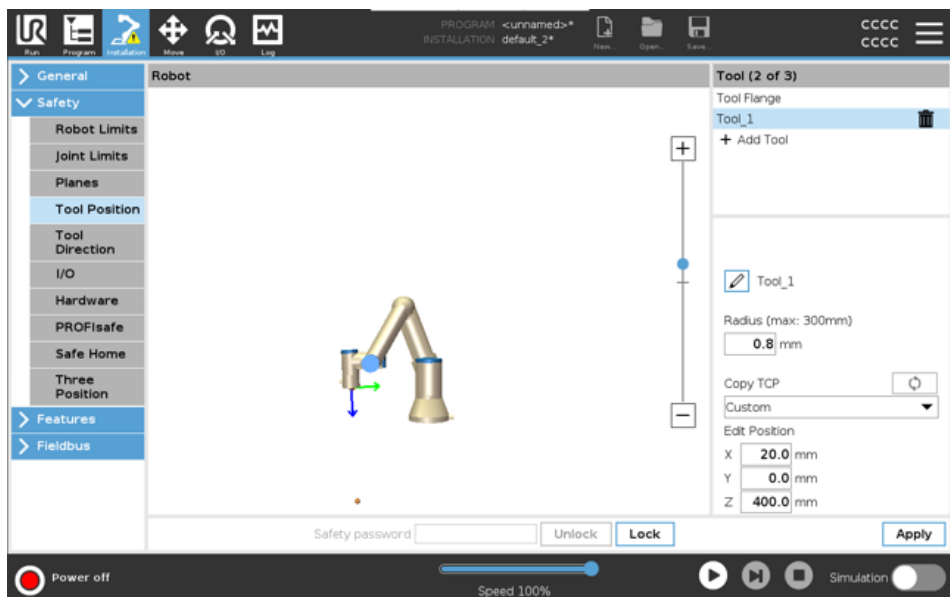 UR
PROGRAM <unnamed>*
INSTALLATION default_2*
CCCC
CCCC
Run
Program
Installation
Move
I/O
Log
New...
Open...
Save...
General
Safety
Robot Limits
Joint Limits
Planes
Tool Position
Tool
Direction
I/O
Hardware
PROFIsafe
Safe Home
Three
Position
Features
Fieldbus
Robot
Tool (2 of 3)
Tool Flange
Tool_1
+ Add Tool
Tool_1
Radius (max: 300mm)
0.8 mm
Copy TCP
Custom
Edit Position
X 20.0 mm
Y 0.0 mm
Z 400.0 mm
Safety password
Unlock
Lock
Apply
Power off
Speed 100%
Simulation